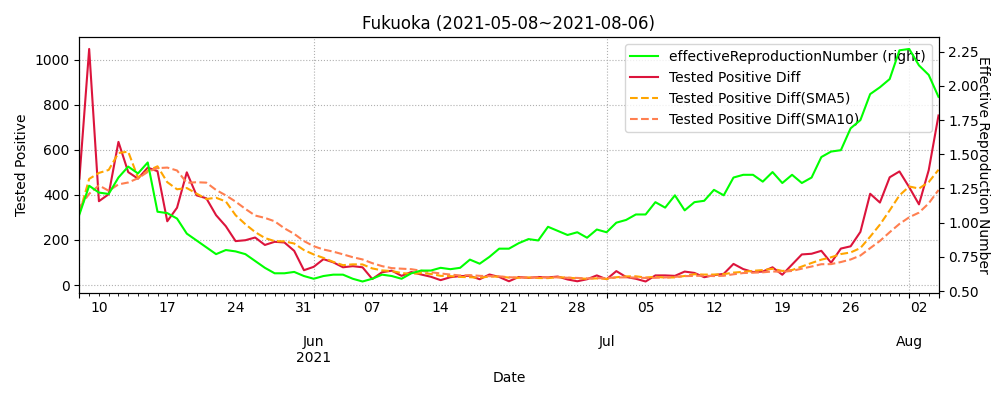 Fukuoka (2021-05-08~2021-08-06)
effectiveReproductionNumber (right)
Tested Positive Diff
Tested Positive Diff(SMA5)
Tested Positive Diff(SMA10)
Tested Positive
1000
800
600
400
200
0
2.25
2.00
1.75
1.50
1.25
1.00
0.75
0.50
Effective Reproduction Number
10 17 24 31 07 14 21 28 05 12 19 26 02
Jun Jul Aug
2021
Date